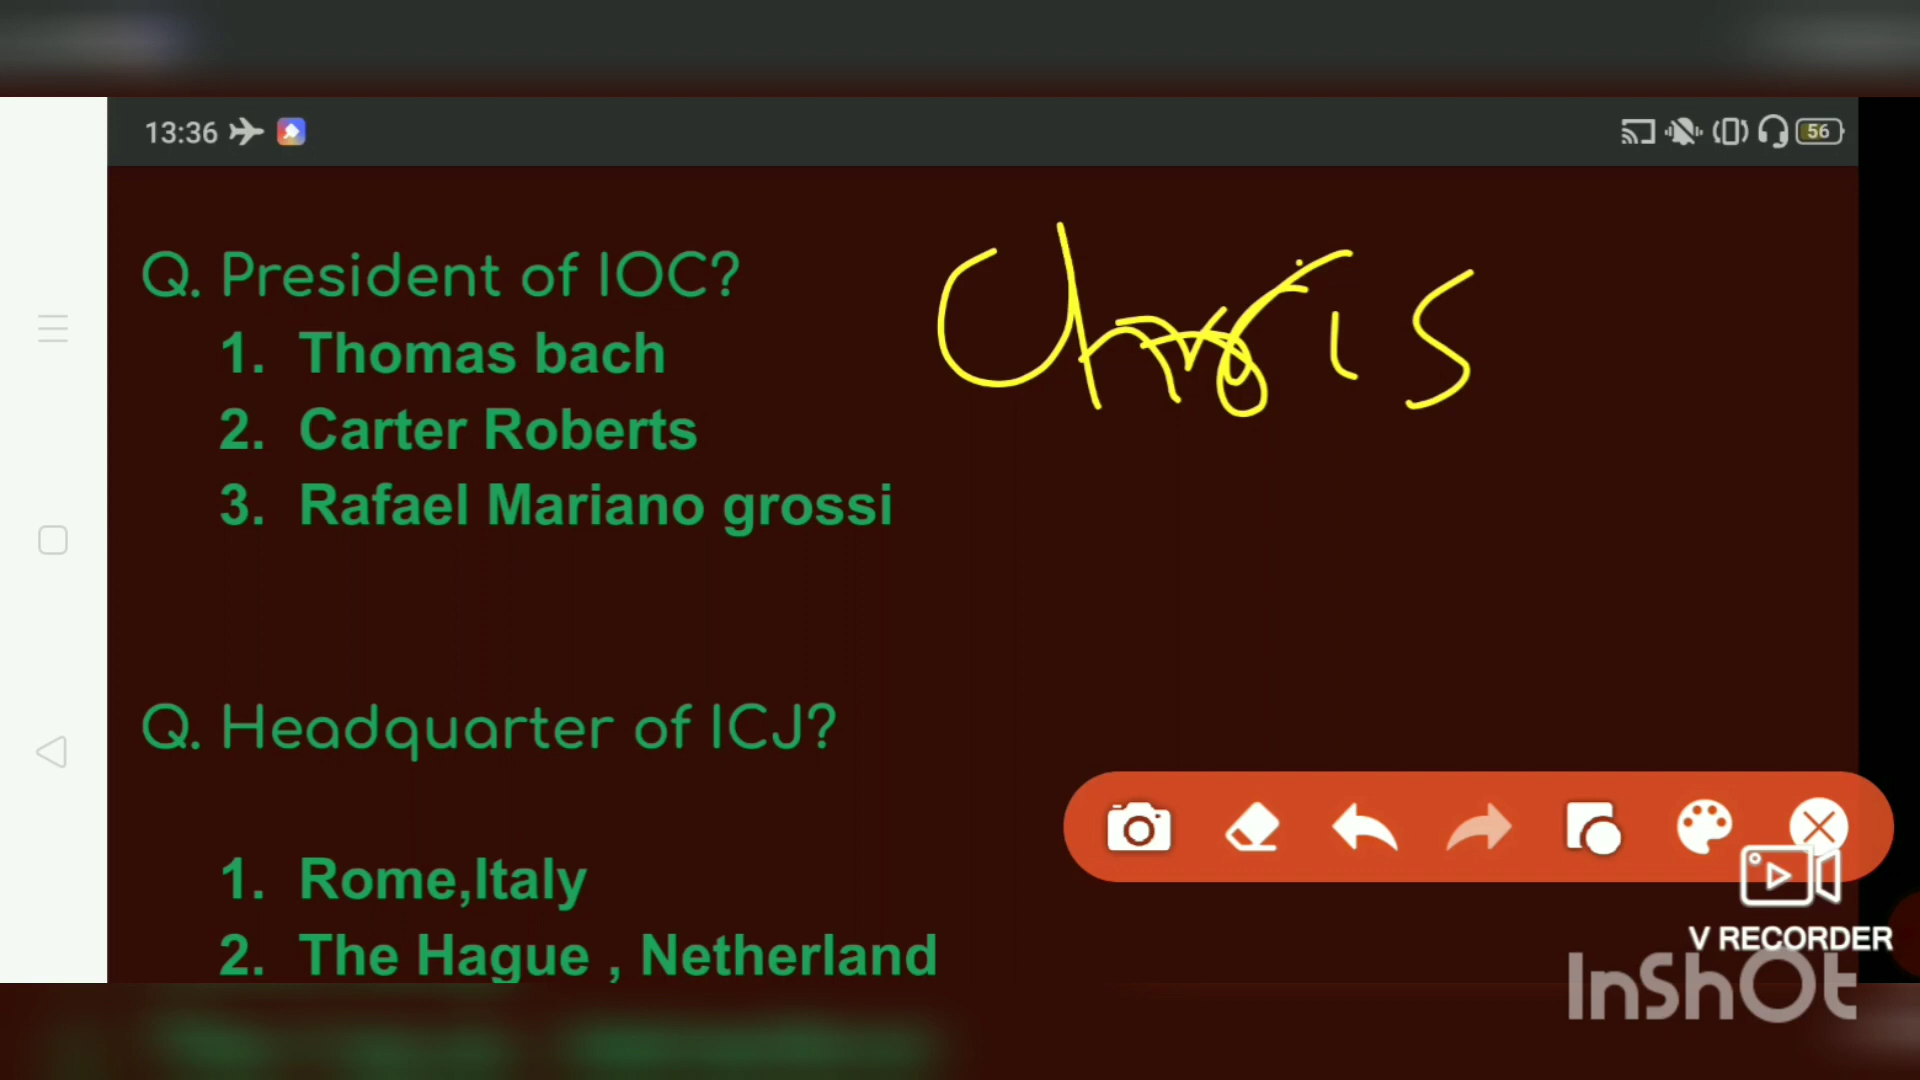 13:36
56
Q. President of IOC?
Chris
1. Thomas bach
2. Carter Roberts
3. Rafael Mariano grossi
Q. Headquarter of ICJ?
1. Rome,Italy
2. The Hague , Netherland
V RECORDER
InShOt